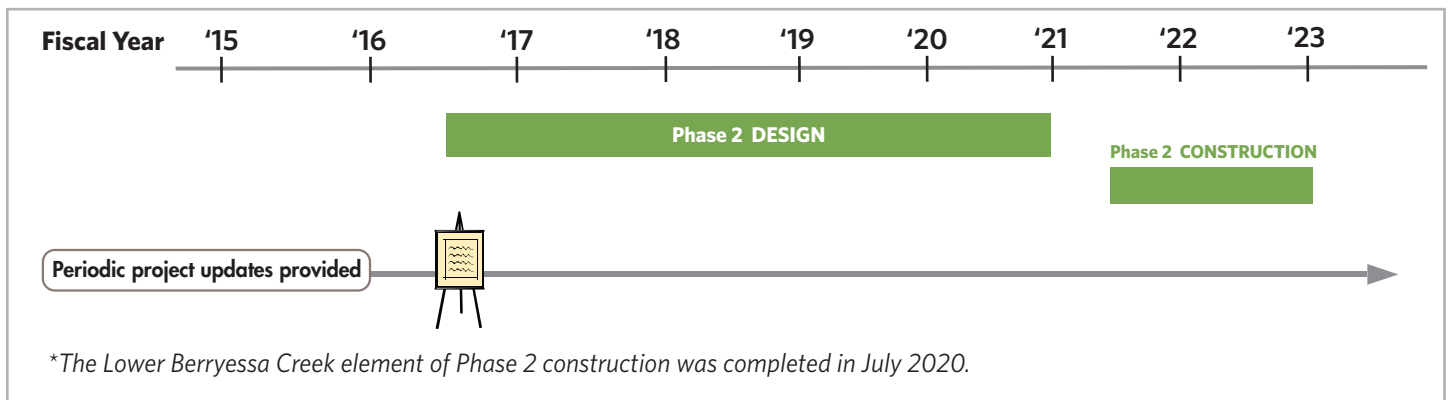 Fiscal Year ‘15 ‘16 ‘17 ‘18 ‘19 ‘20 ‘21 ‘22 ‘23
Phase 2 DESIGN
Phase 2 CONSTRUCTION
Periodic project updates provided
*The Lower Berryessa Creek element of Phase 2 construction was completed in July 2020.